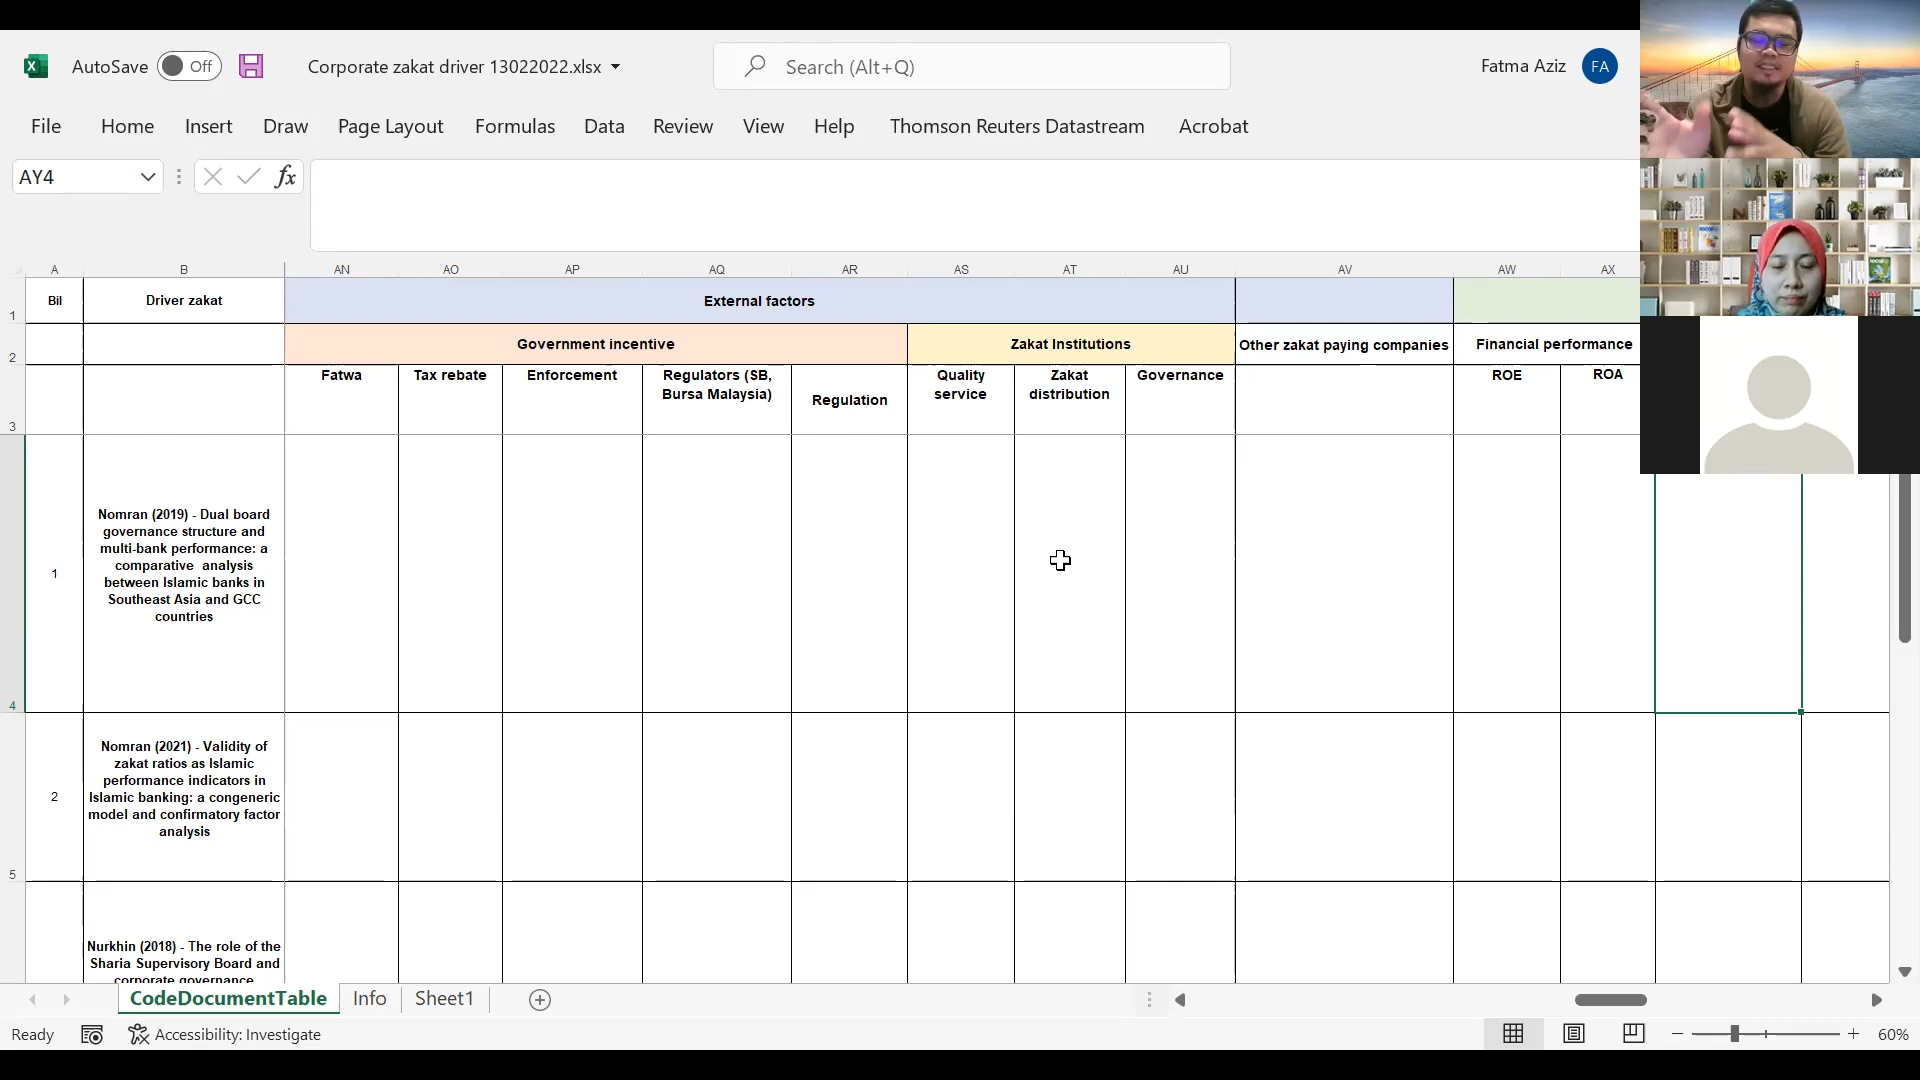 AutoSave Off Corporate zakat driver 13022022.xlsx Search (Alt+Q) Fatma Aziz FA
File Home Insert Draw Page Layout Formulas Data Review View Help Thomson Reuters Datastream Acrobat
AY4 fx
A B AN AO AP AQ AR AS AT AU AV AW AX
1 Bil Driver zakat External factors
2 Government incentive Zakat Institutions Other zakat paying companies Financial performance
Fatwa Tax rebate Enforcement Regulators (SB, Quality Zakat Governance ROE ROA
Bursa Malaysia) Regulation service distribution
3
Nomran (2019) - Dual board
governance structure and
multi-bank performance: a
comparative analysis
1 between Islamic banks in
Southeast Asia and GCC
countries
4
Nomran (2021) - Validity of
zakat ratios as Islamic
performance indicators in
2 Islamic banking: a congeneric
model and confirmatory factor
analysis
5
Nurkhin (2018) - The role of the
Sharia Supervisory Board and
corporate governance
CodeDocumentTable Info Sheet1
Ready Accessibility: Investigate 60%